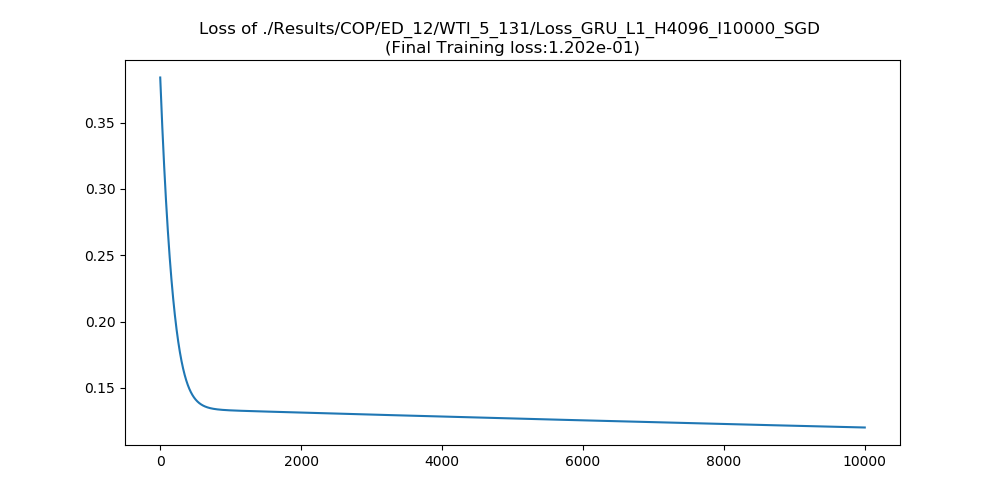 Loss of ./Results/COP/ED_12/WTI_5_131/Loss_GRU_L1_H4096_I10000_SGD
(Final Training loss:1.202e-01)
0.35
0.30
0.25
0.20
0.15
0 2000 4000 6000 8000 10000